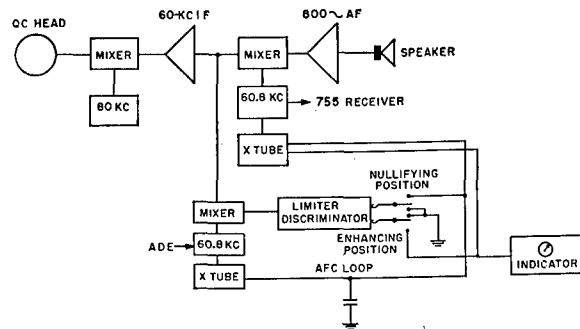 QC HEAD
60-KC I F
800~AF
MIXER
MIXER
SPEAKER
80 KC
60.8 KC
755 RECEIVER
X TUBE
NULLIFYING
POSITION
MIXER
LIMITER
DISCRIMINATOR
ADE
60.8 KC
ENHANCING
POSITION
X TUBE
AFC LOOP
INDICATOR